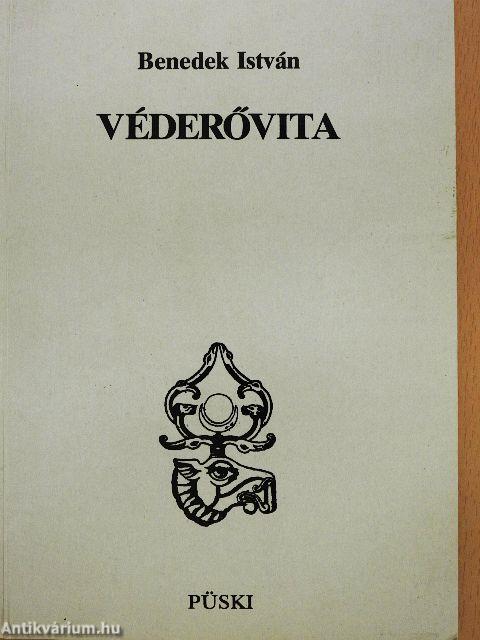 Benedek István
VÉDERŐVITA
PÜSKI
Antikvárium.hu